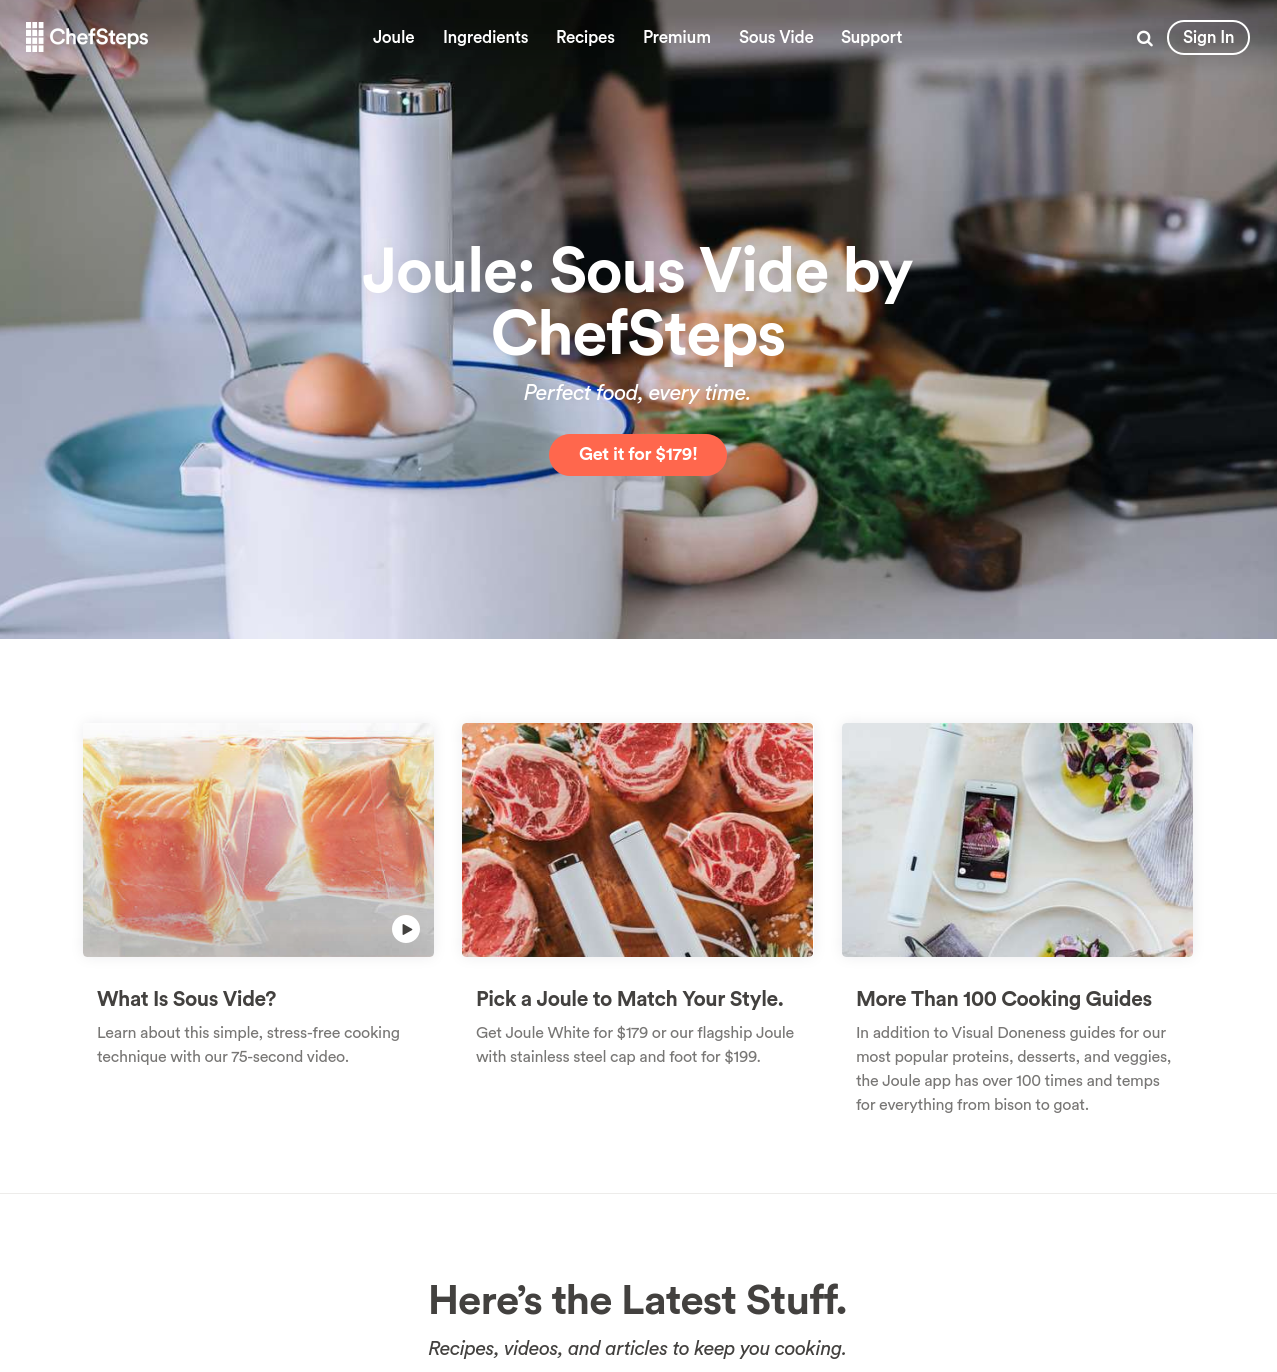 ChefSteps
Joule
Ingredients
Recipes
Premium
Sous Vide
Support
Sign In
Joule: Sous Vide by
ChefSteps
Perfect food, every time.
Get it for $179!
What Is Sous Vide?
Learn about this simple, stress-free cooking
technique with our 75-second video.
Pick a Joule to Match Your Style.
Get Joule White for $179 or our flagship Joule
with stainless steel cap and foot for $199.
More Than 100 Cooking Guides
In addition to Visual Doneness guides for our
most popular proteins, desserts, and veggies,
the Joule app has over 100 times and temps
for everything from bison to goat.
Here’s the Latest Stuff.
Recipes, videos, and articles to keep you cooking.